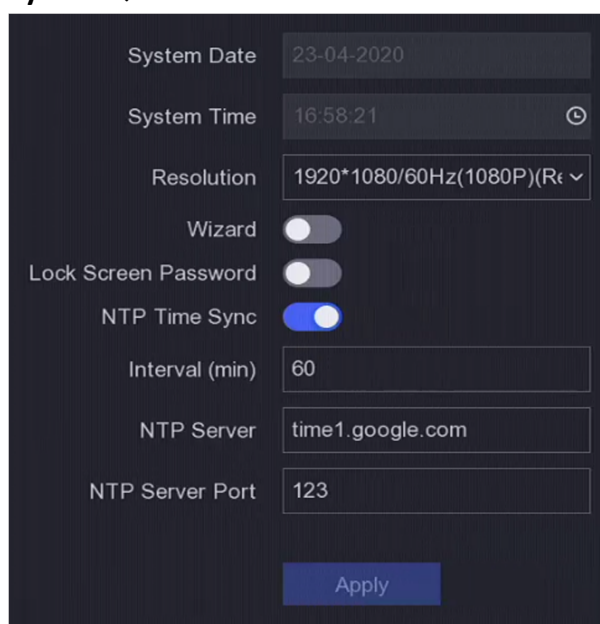 System Date 23-04-2020
System Time 16:58:21
Resolution 1920*1080/60Hz(1080P)(Re
Wizard
Lock Screen Password
NTP Time Sync
Interval (min) 60
NTP Server time1.google.com
NTP Server Port 123
Apply